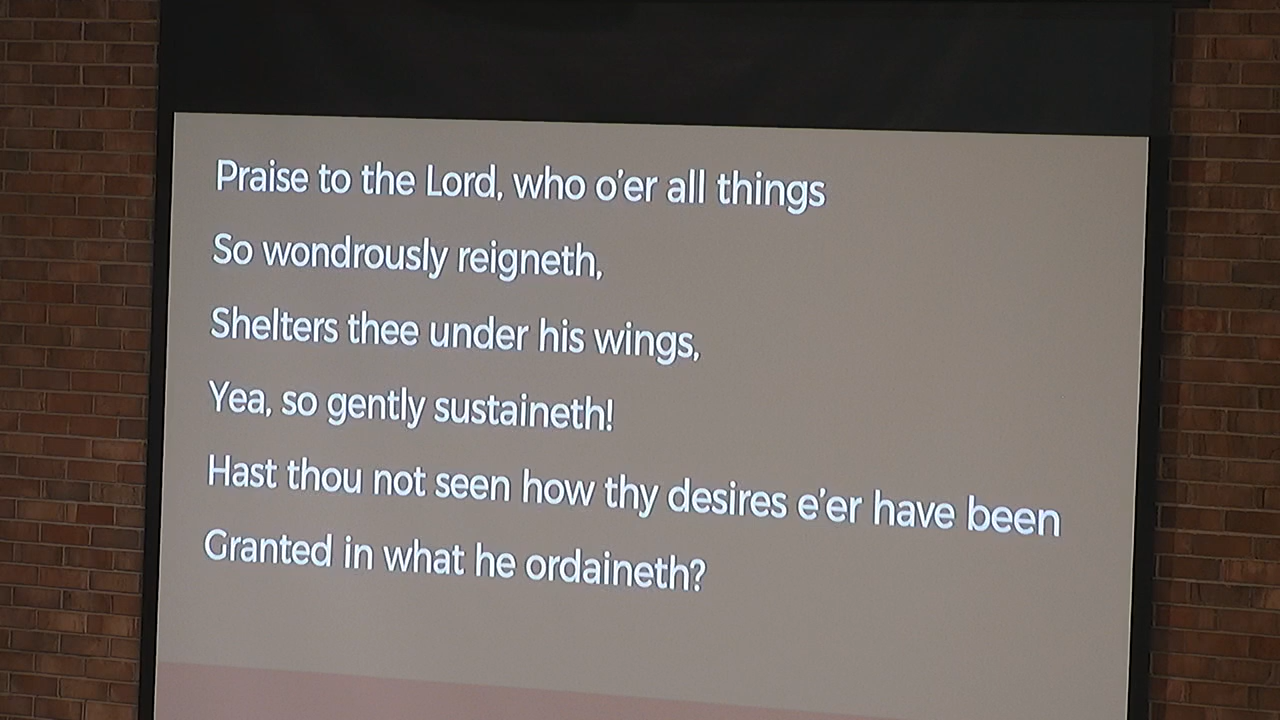 Praise to the Lord, who o'er all things
So wondrously reigneth,
Shelters thee under his wings,
Yea, so gently sustaineth!
Hast thou not seen how thy desires e'er have been
Granted in what he ordaineth?